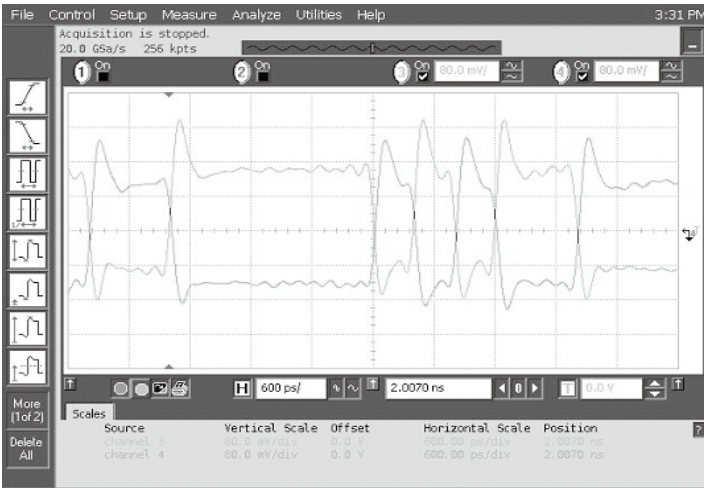 File Control Setup Measure Analyze Utilities Help 3:31 PM
Acquisition is stopped.
20.0 GSa/s 256 kpts
1 On 2 On 3 On 80.0 mV/ 4 On 80.0 mV/
H 600 ps/ 2.0070 ns 0 T 0.0 V
More
(1of 2)
Delete
All
Scales
Source Vertical Scale Offset Horizontal Scale Position
channel 3 80.0 mV/div 0.0 V 600.00 ps/div 2.0070 ns
channel 4 80.0 mV/div 0.0 V 600.00 ps/div 2.0070 ns
?